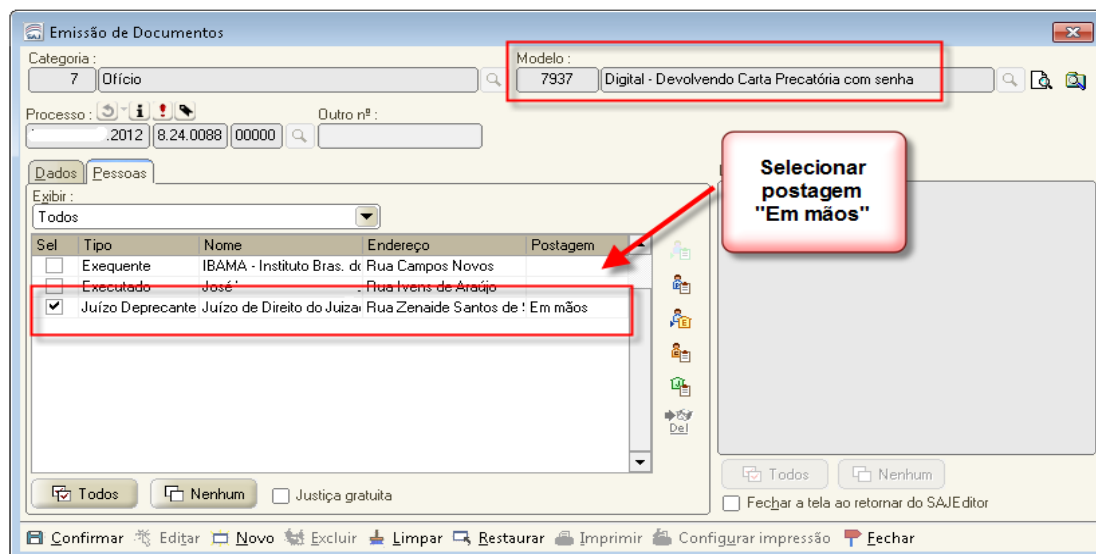 Emissão de Documentos
Categoria :
Modelo :
7 Ofício
7937 Digital - Devolvendo Carta Precatória com senha
Processo :
Outro nº :
.2012 8.24.0088 00000
Dados Pessoas
Exibir :
Todos
Selecionar
postagem
"Em mãos"
Sel Tipo Nome Endereço Postagem
Exequente IBAMA - Instituto Bras. do Rua Campos Novos
Executado José Rua Ivens de Araújo
Juízo Deprecante Juízo de Direito do Juiza Rua Zenaide Santos de Em mãos
Del
Todos Nenhum Justiça gratuita
Todos Nenhum
Fechar a tela ao retornar do SAJEditor
Confirmar Editar Novo Excluir Limpar Restaurar Imprimir Configurar impressão Fechar